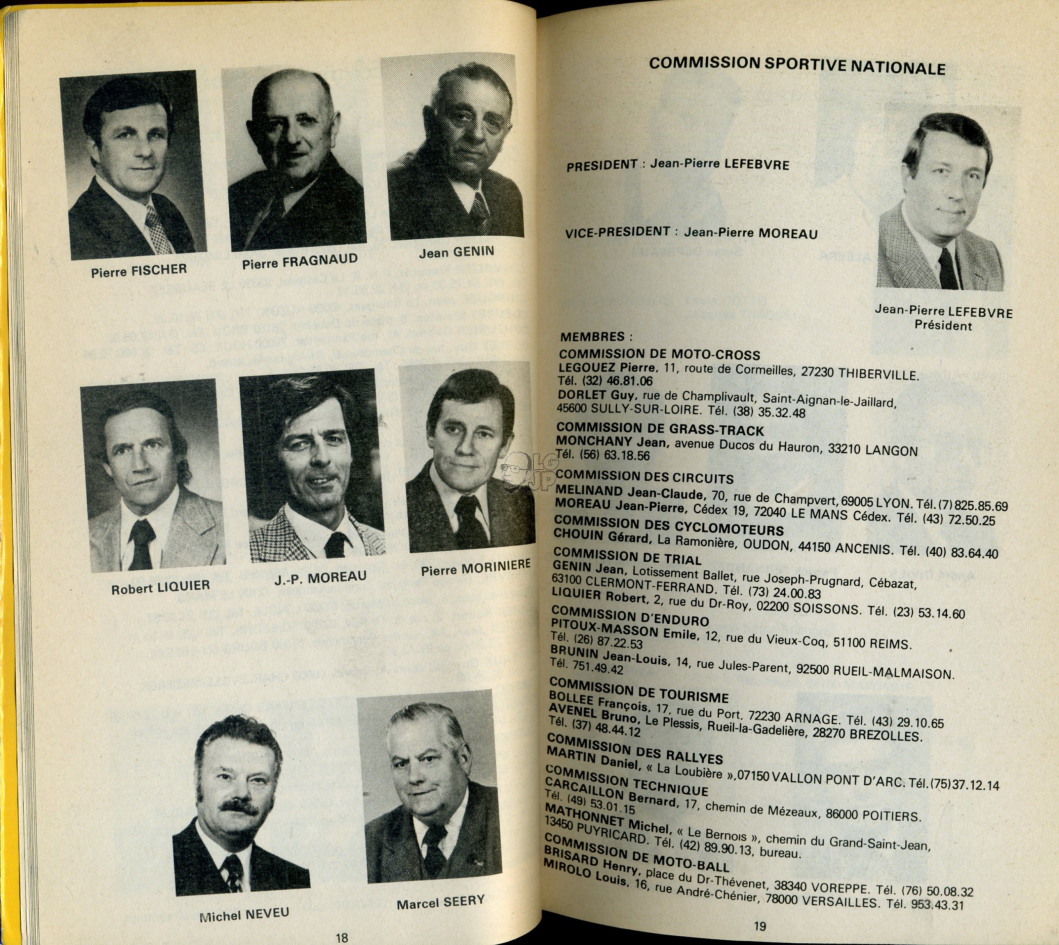 Pierre FISCHER
Pierre FRAGNAUD
Jean GENIN
Robert LIQUIER
J.-P. MOREAU
Pierre MORINIERE
Michel NEVEU
Marcel SEERY
18
LG
JP
COMMISSION SPORTIVE NATIONALE
PRESIDENT : Jean-Pierre LEFEBVRE
VICE-PRESIDENT : Jean-Pierre MOREAU
Jean-Pierre LEFEBVRE
Président
MEMBRES :
COMMISSION DE MOTO-CROSS
LEGOUEZ Pierre, 11, route de Cormeilles, 27230 THIBERVILLE.
Tél. (32) 46.81.06
DORLET Guy, rue de Champlivault, Saint-Aignan-le-Jaillard,
45600 SULLY-SUR-LOIRE. Tél. (38) 35.32.48
COMMISSION DE GRASS-TRACK
MONCHANY Jean, avenue Ducos du Hauron, 33210 LANGON
Tél. (56) 63.18.56
COMMISSION DES CIRCUITS
MELINAND Jean-Claude, 70, rue de Champvert, 69005 LYON. Tél. (7) 825.85.69
MOREAU Jean-Pierre, Cédex 19, 72040 LE MANS Cédex. Tél. (43) 72.50.25
COMMISSION DES CYCLOMOTEURS
CHOUIN Gérard, La Ramonière, OUDON, 44150 ANCENIS. Tél. (40) 83.64.40
COMMISSION DE TRIAL
GENIN Jean, Lotissement Ballet, rue Joseph-Prugnard, Cébazat,
63100 CLERMONT-FERRAND. Tél. (73) 24.00.83
LIQUIER Robert, 2, rue du Dr-Roy, 02200 SOISSONS. Tél. (23) 53.14.60
COMMISSION D'ENDURO
PITOUX-MASSON Emile, 12, rue du Vieux-Coq, 51100 REIMS.
Tél. (26) 87.22.53
BRUNIN Jean-Louis, 14, rue Jules-Parent, 92500 RUEIL-MALMAISON.
Tél. 751.49.42
COMMISSION DE TOURISME
BOLLEE François, 17, rue du Port, 72230 ARNAGE. Tél. (43) 29.10.65
AVENEL Bruno, Le Plessis, Rueil-la-Gadelière, 28270 BREZOLLES.
Tél. (37) 48.44.12
COMMISSION DES RALLYES
MARTIN Daniel, « La Loubière », 07150 VALLON PONT D'ARC. Tél. (75) 37.12.14
COMMISSION TECHNIQUE
CARCAILLON Bernard, 17, chemin de Mézeaux, 86000 POITIERS.
Tél. (49) 53.01.15
MATHONNET Michel, « Le Bernois », chemin du Grand-Saint-Jean,
13450 PUYRICARD. Tél. (42) 89.90.13, bureau.
COMMISSION DE MOTO-BALL
BRISARD Henry, place du Dr-Thévenet, 38340 VOREPPE. Tél. (76) 50.08.32
MIROLO Louis, 16, rue André-Chénier, 78000 VERSAILLES. Tél. 953.43.31
19